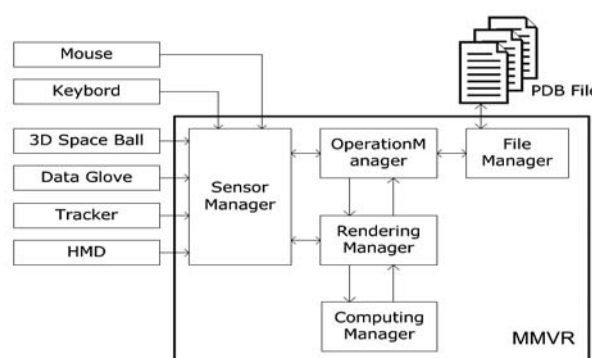 Mouse
Keybord
3D Space Ball
Data Glove
Tracker
HMD
Sensor
Manager
OperationM
anager
Rendering
Manager
Computing
Manager
File
Manager
PDB File
MMVR